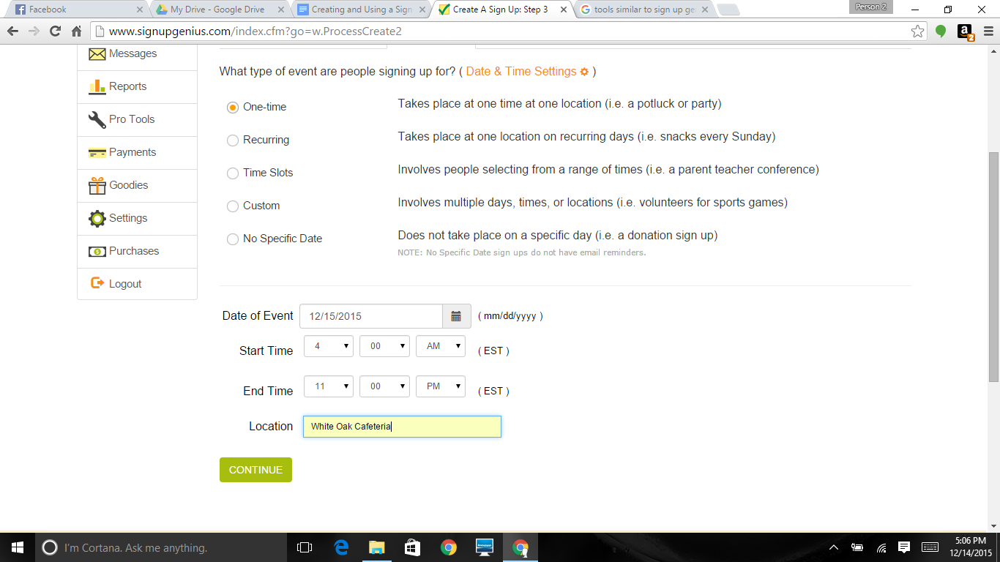 Facebook
My Drive - Google Drive
Creating and Using a Sign
Create A Sign Up: Step 3
tools similar to sign up ge
Person 2
www.signupgenius.com/index.cfm?go=w.ProcessCreate2
2
Messages
Reports
Pro Tools
Payments
Goodies
Settings
Purchases
Logout
What type of event are people signing up for? ( Date & Time Settings )
One-time Takes place at one time at one location (i.e. a potluck or party)
Recurring Takes place at one location on recurring days (i.e. snacks every Sunday)
Time Slots Involves people selecting from a range of times (i.e. a parent teacher conference)
Custom Involves multiple days, times, or locations (i.e. volunteers for sports games)
No Specific Date Does not take place on a specific day (i.e. a donation sign up)
NOTE: No Specific Date sign ups do not have email reminders.
Date of Event 12/15/2015 ( mm/dd/yyyy )
Start Time 4 00 AM ( EST )
End Time 11 00 PM ( EST )
Location White Oak Cafeteria
CONTINUE
I'm Cortana. Ask me anything.
5:06 PM
12/14/2015